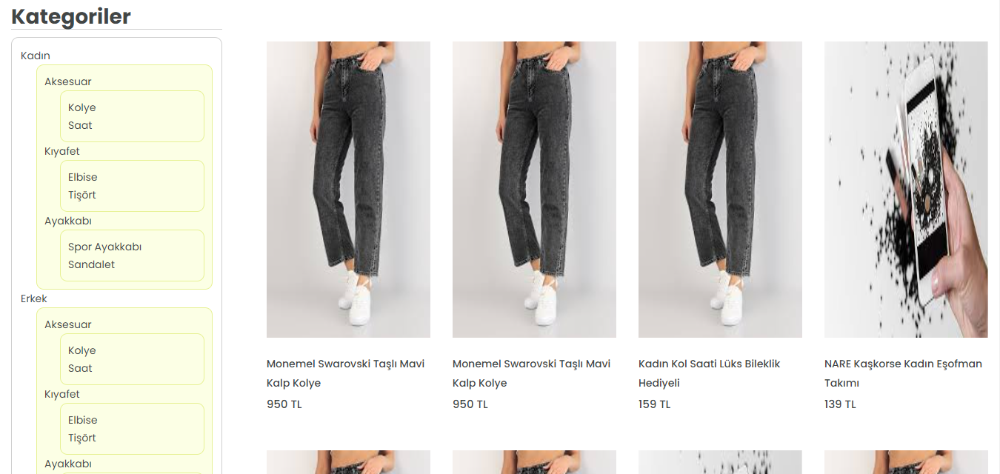 Kategoriler
Kadın
Aksesuar
Kolye
Saat
Kıyafet
Elbise
Tişört
Ayakkabı
Spor Ayakkabı
Sandalet
Erkek
Aksesuar
Kolye
Saat
Kıyafet
Elbise
Tişört
Ayakkabı
Monemel Swarovski Taşlı Mavi
Kalp Kolye
950 TL
Monemel Swarovski Taşlı Mavi
Kalp Kolye
950 TL
Kadın Kol Saati Lüks Bileklik
Hediyeli
159 TL
NARE Kaşkorse Kadın Eşofman
Takımı
139 TL